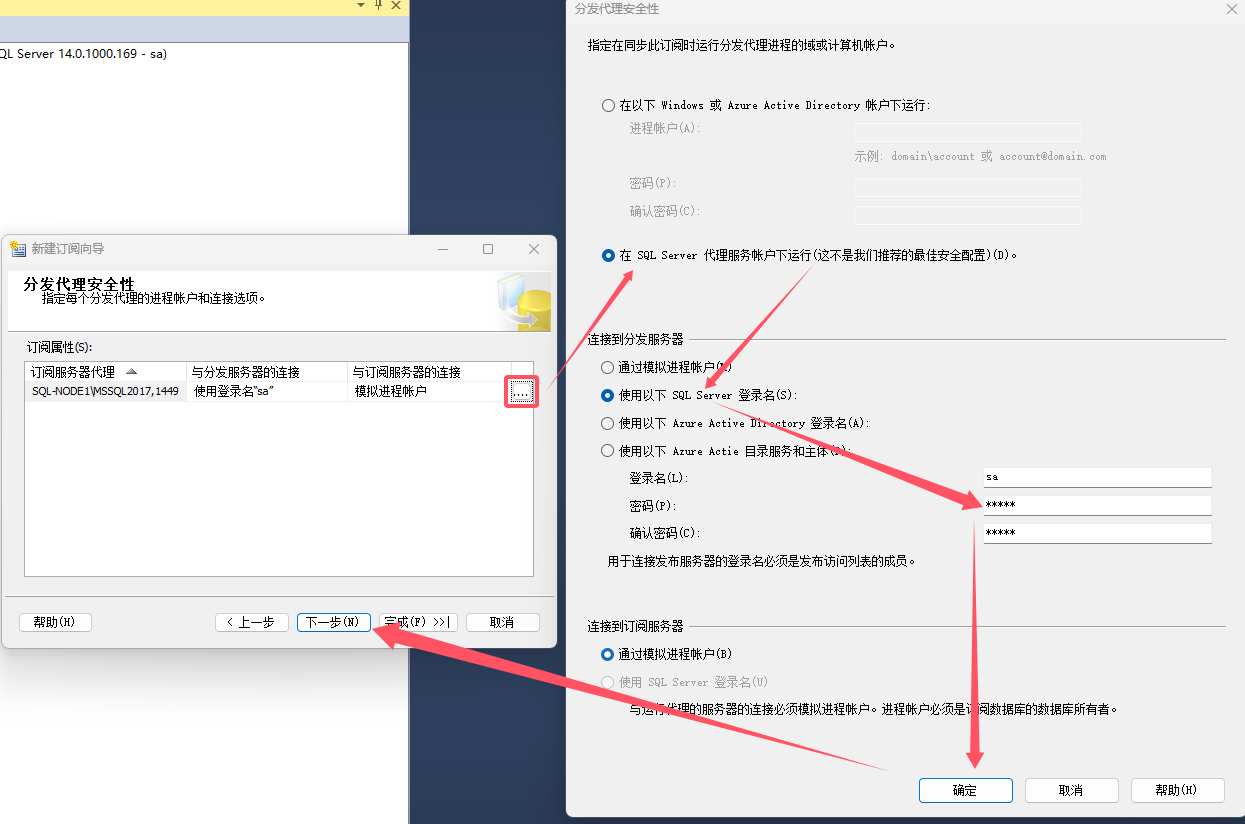 QL Server 14.0.1000.169 - sa)
新建订阅向导
分发代理安全性
指定每个分发代理的进程帐户和连接选项。
订阅属性(S):
订阅服务器代理 与分发服务器的连接 与订阅服务器的连接
SQL-NODE1\MSSQL2017,1449 使用登录名"sa" 模拟进程帐户 ...
帮助(H) < 上一步 下一步(N) 完成(F) >>| 取消
分发代理安全性
指定在同步此订阅时运行分发代理进程的域或计算机帐户。
在以下 Windows 或 Azure Active Directory 帐户下运行:
进程帐户(A):
示例: domain\account 或 account@domain.com
密码(P):
确认密码(C):
在 SQL Server 代理服务帐户下运行(这不是我们推荐的最佳安全配置)(D)。
连接到分发服务器
通过模拟进程帐户
使用以下 SQL Server 登录名(S):
使用以下 Azure Active Directory 登录名(A):
使用以下 Azure Actie 目录服务和主体
登录名(L): sa
密码(P): *****
确认密码(C): *****
用于连接发布服务器的登录名必须是发布访问列表的成员。
连接到订阅服务器
通过模拟进程帐户(B)
使用 SQL Server 登录名(U)
与运行代理的服务器的连接必须模拟进程帐户。进程帐户必须是订阅数据库的数据库所有者。
确定 取消 帮助(H)